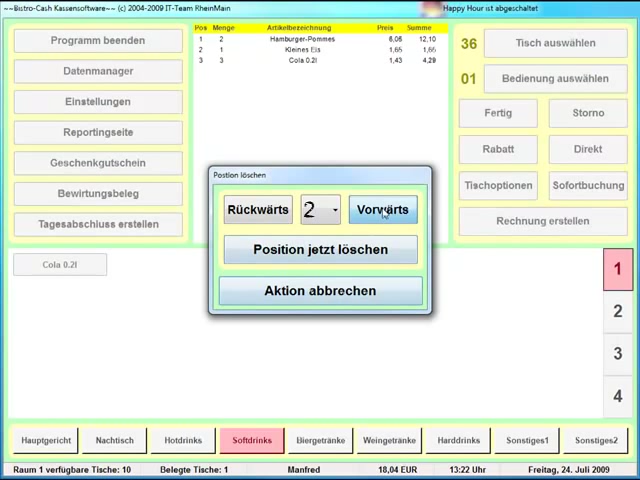 ~~Bistro-Cash Kassensoftware~~ (c) 2004-2009 IT-Team RheinMain
Happy Hour ist abgeschaltet
Programm beenden
Datenmanager
Einstellungen
Reportingseite
Geschenkgutschein
Bewirtungsbeleg
Tagesabschluss erstellen
Pos Menge Artikelbezeichnung Preis Summe
1 2 Hamburger-Pommes 6,05 12,10
2 1 Kleines Eis 1,65 1,65
3 3 Cola 0.2l 1,43 4,29
36 Tisch auswählen
01 Bedienung auswählen
Fertig Storno
Rabatt Direkt
Tischoptionen Sofortbuchung
Rechnung erstellen
Postion löschen
Rückwärts 2 Vorwärts
Position jetzt löschen
Aktion abbrechen
Cola 0.2l
1
2
3
4
Hauptgericht Nachtisch Hotdrinks Softdrinks Biergetränke Weingetränke Harddrinks Sonstiges1 Sonstiges2
Raum 1 verfügbare Tische: 10 Belegte Tische: 1 Manfred 18,04 EUR 13:22 Uhr Freitag, 24. Juli 2009